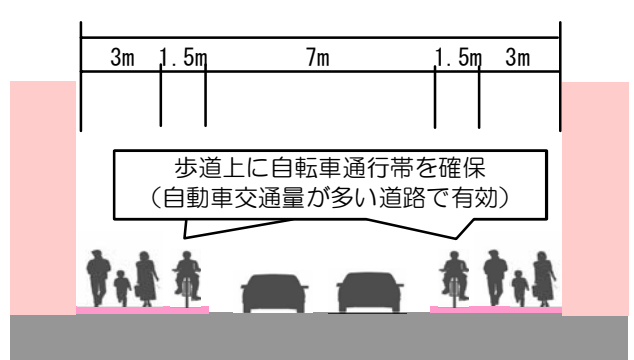 3m 1.5m 7m 1.5m 3m
歩道上に自転車通行帯を確保
（自動車交通量が多い道路で有効）